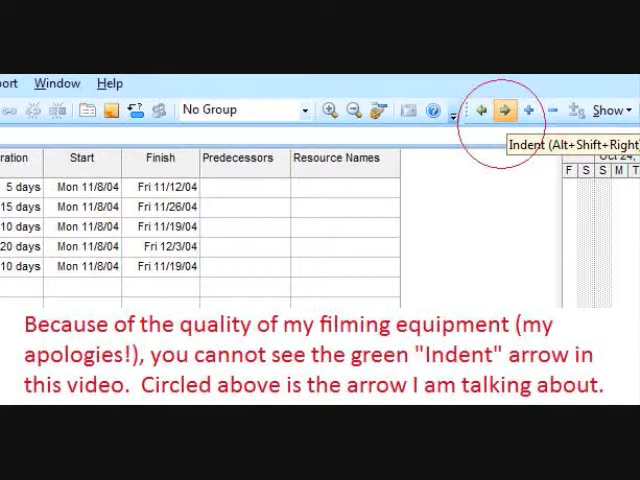 ort Window Help
No Group Show
Indent (Alt+Shift+Right
ration Start Finish Predecessors Resource Names
F S S M T
5 days Mon 11/8/04 Fri 11/12/04
15 days Mon 11/8/04 Fri 11/26/04
10 days Mon 11/8/04 Fri 11/19/04
20 days Mon 11/8/04 Fri 12/3/04
10 days Mon 11/8/04 Fri 11/19/04
Because of the quality of my filming equipment (my
apologies!), you cannot see the green "Indent" arrow in
this video. Circled above is the arrow I am talking about.